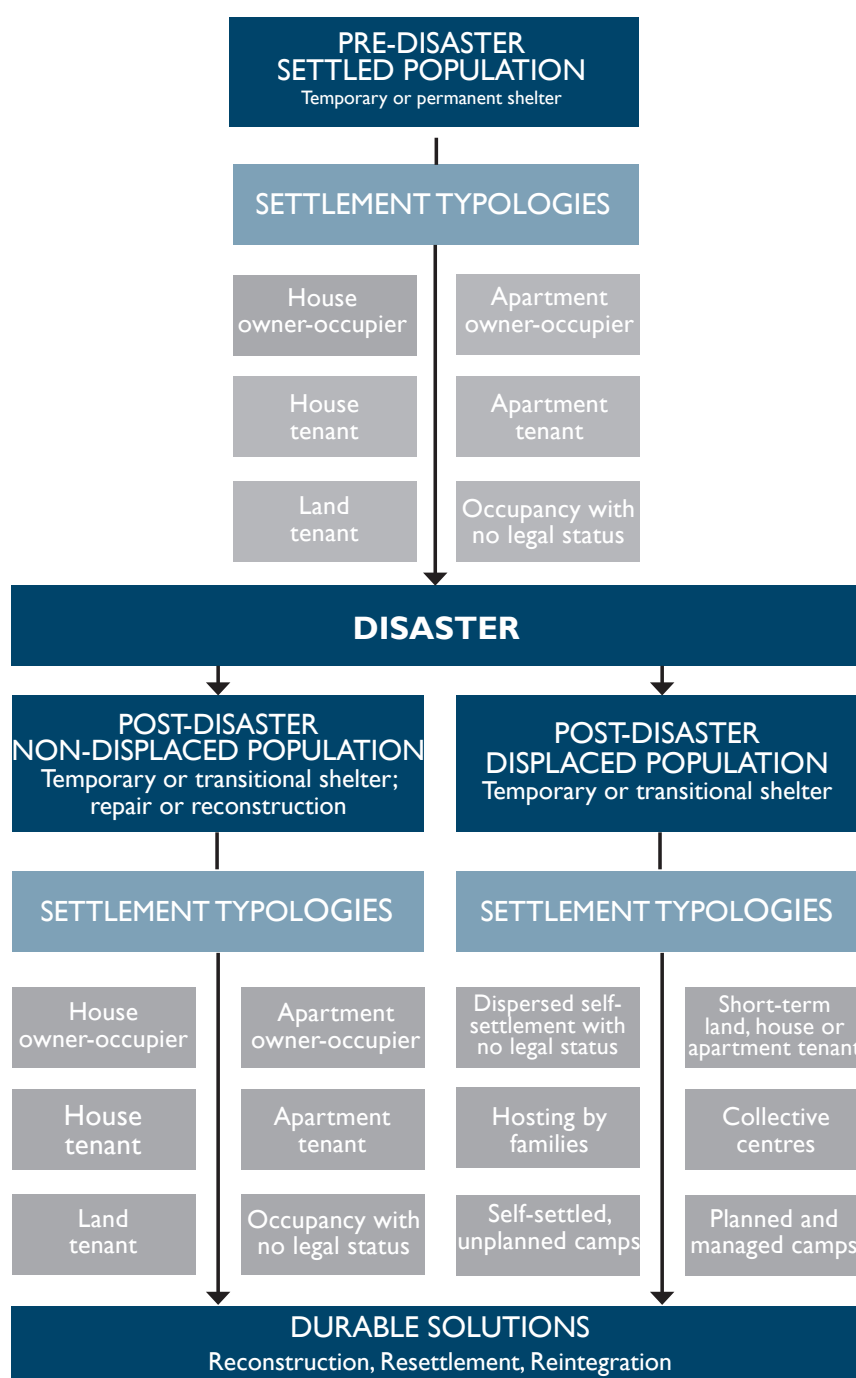 PRE-DISASTER
SETTLED POPULATION
Temporary or permanent shelter
SETTLEMENT TYPOLOGIES
House
owner-occupier
Apartment
owner-occupier
House
tenant
Apartment
tenant
Land
tenant
Occupancy with
no legal status
DISASTER
POST-DISASTER
NON-DISPLACED POPULATION
Temporary or transitional shelter;
repair or reconstruction
POST-DISASTER
DISPLACED POPULATION
Temporary or transitional shelter
SETTLEMENT TYPOLOGIES
SETTLEMENT TYPOLOGIES
House
owner-occupier
Apartment
owner-occupier
Dispersed self-
settlement with
no legal status
Short-term
land, house or
apartment tenant
House
tenant
Apartment
tenant
Hosting by
families
Collective
centres
Land
tenant
Occupancy with
no legal status
Self-settled,
unplanned camps
Planned and
managed camps
DURABLE SOLUTIONS
Reconstruction, Resettlement, Reintegration